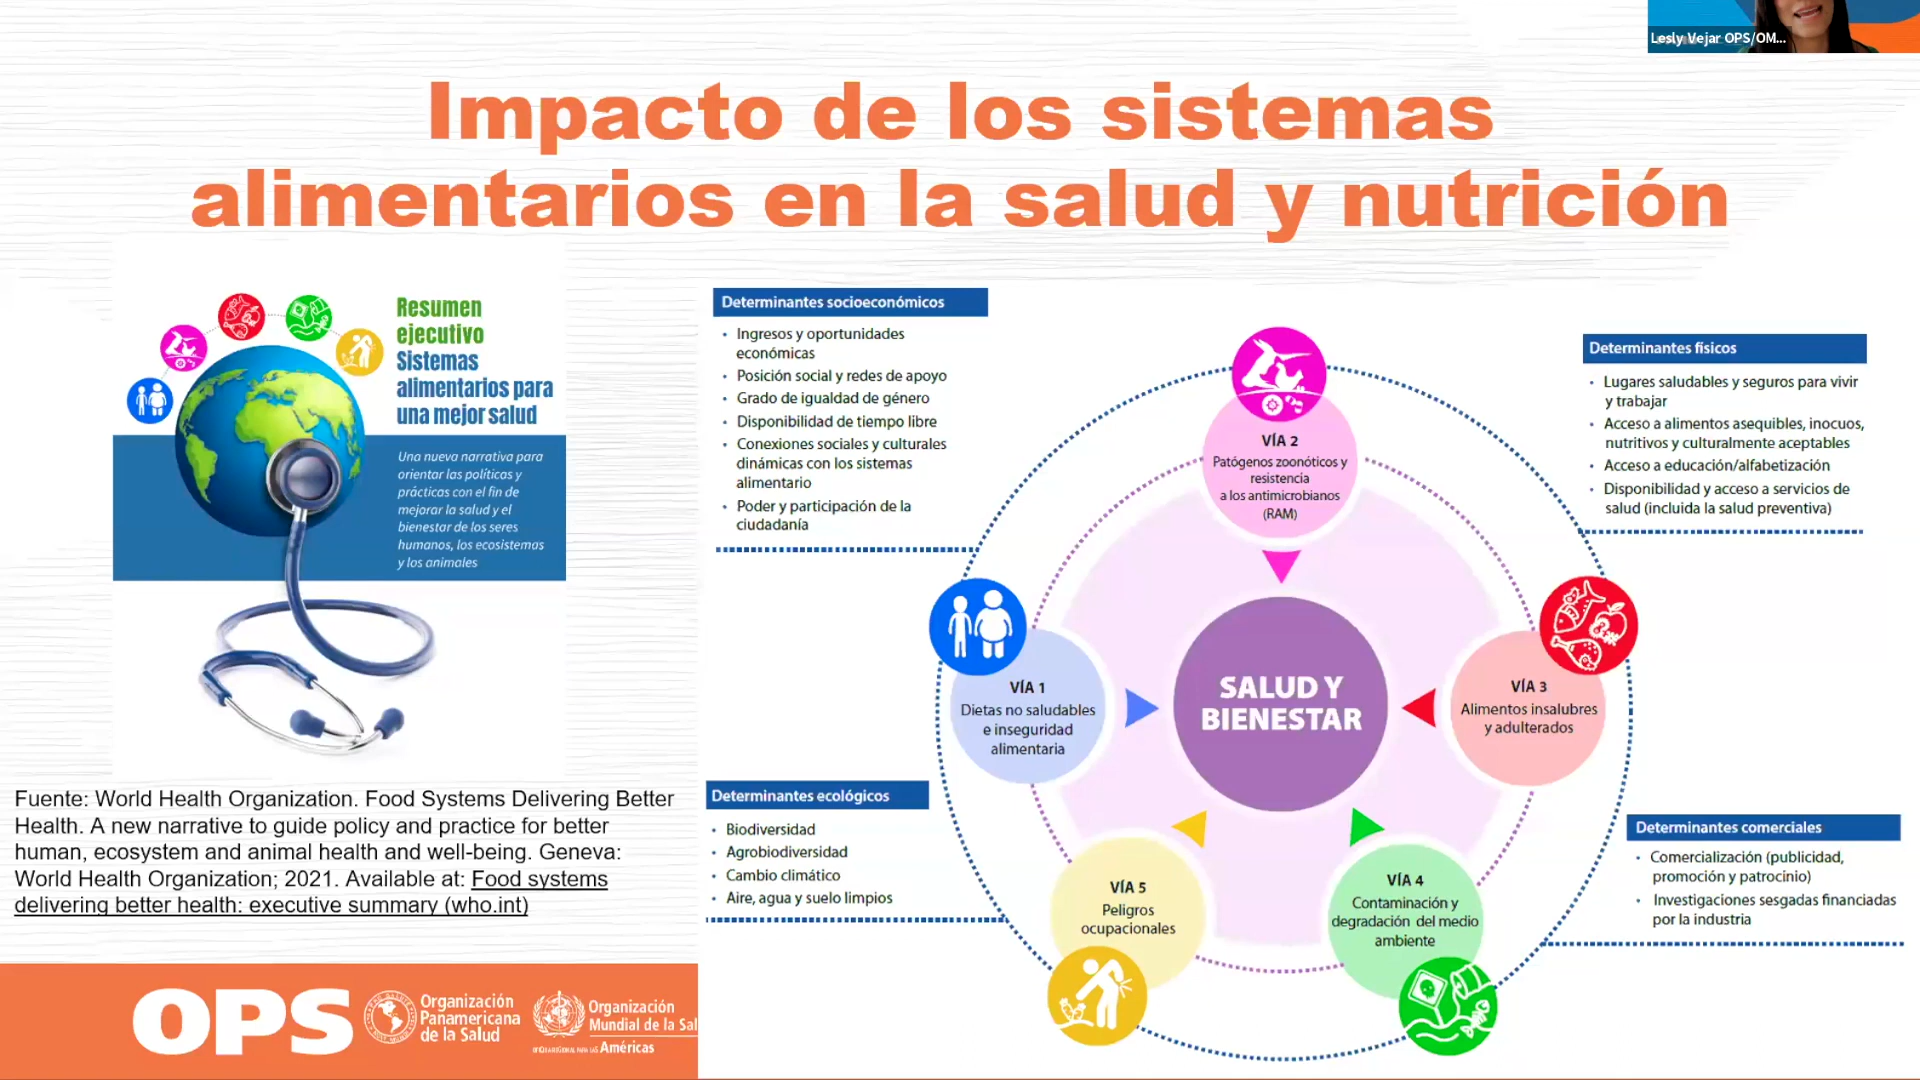 Lesly Vejar OPS/OM...
Impacto de los sistemas
alimentarios en la salud y nutrición
Resumen
ejecutivo
Sistemas
alimentarios para
una mejor salud
Una nueva narrativa para
orientar las políticas y
prácticas con el fin de
mejorar la salud y el
bienestar de los seres
humanos, los ecosistemas
y los animales
Fuente: World Health Organization. Food Systems Delivering Better
Health. A new narrative to guide policy and practice for better
human, ecosystem and animal health and well-being. Geneva:
World Health Organization; 2021. Available at: Food systems
delivering better health: executive summary (who.int)
OPS
Organización
Panamericana
de la Salud
Organización
Mundial de la Sal
Américas
Determinantes socioeconómicos
• Ingresos y oportunidades
económicas
• Posición social y redes de apoyo
• Grado de igualdad de género
• Disponibilidad de tiempo libre
• Conexiones sociales y culturales
dinámicas con los sistemas
alimentario
• Poder y participación de la
ciudadanía
Determinantes físicos
• Lugares saludables y seguros para vivir
y trabajar
• Acceso a alimentos asequibles, inocuos,
nutritivos y culturalmente aceptables
• Acceso a educación/alfabetización
• Disponibilidad y acceso a servicios de
salud (incluida la salud preventiva)
VÍA 2
Patógenos zoonóticos y
resistencia
a los antimicrobianos
(RAM)
VÍA 1
Dietas no saludables
e inseguridad
alimentaria
SALUD Y
BIENESTAR
VÍA 3
Alimentos insalubres
y adulterados
Determinantes ecológicos
• Biodiversidad
• Agrobiodiversidad
• Cambio climático
• Aire, agua y suelo limpios
VÍA 5
Peligros
ocupacionales
VÍA 4
Contaminación y
degradación del medio
ambiente
Determinantes comerciales
• Comercialización (publicidad,
promoción y patrocinio)
• Investigaciones sesgadas financiadas
por la industria